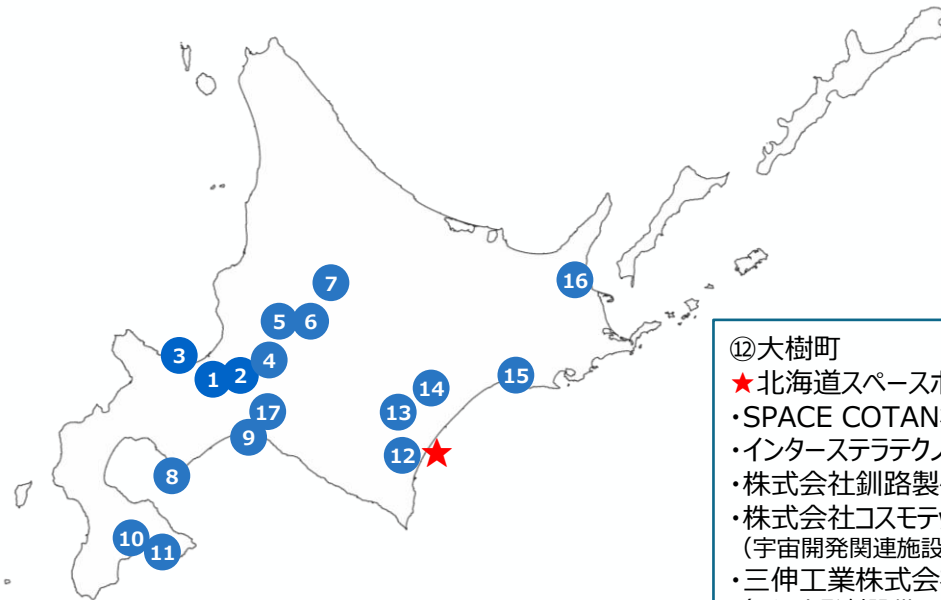 7
16
5 6
3
4
1 2
15
14
17
13
9
12
8
10
11
⑫大樹町
★北海道スペースポ
・SPACE COTAN
・インターステラテクノ
・株式会社釧路製
・株式会社コスモテッ
（宇宙開発関連施設
・三伸工業株式会